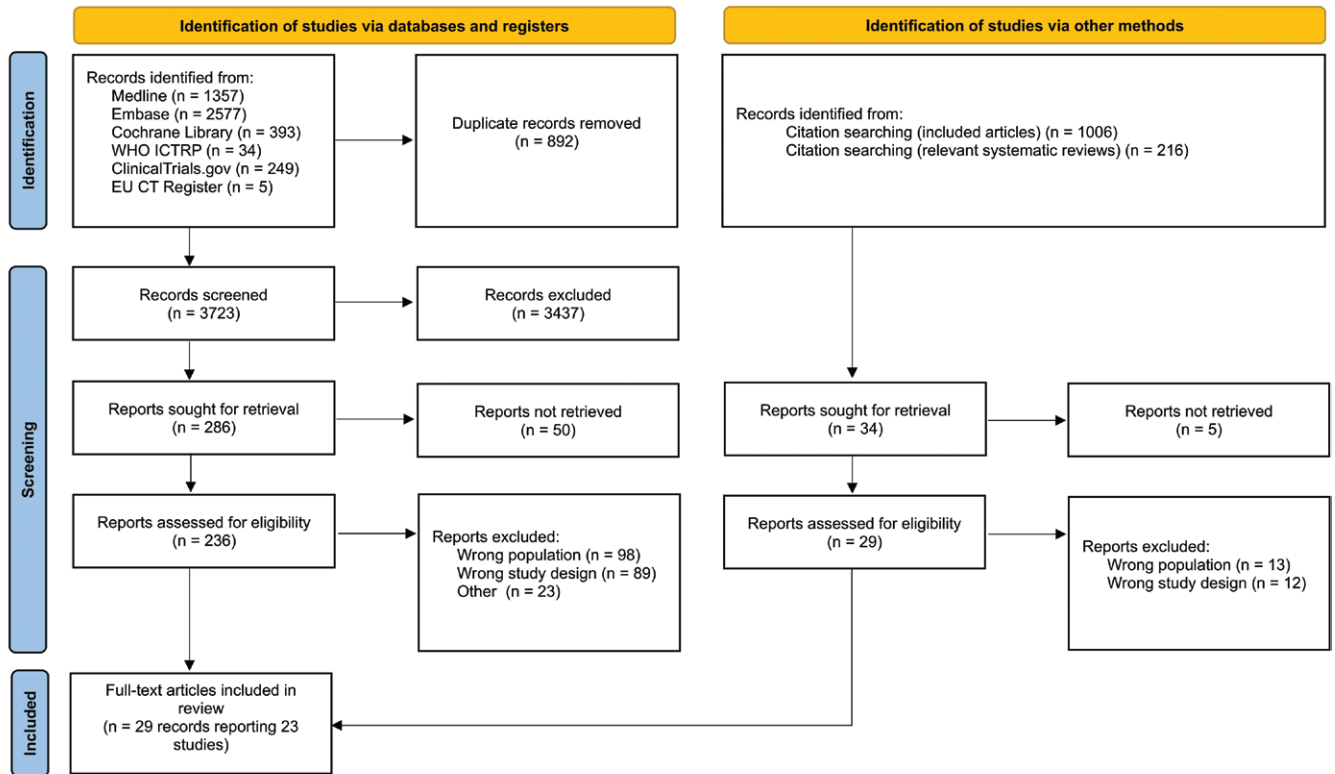 Identification of studies via databases and registers
Identification of studies via other methods
Identification
Records identified from:
Medline (n = 1357)
Embase (n = 2577)
Cochrane Library (n = 393)
WHO ICTRP (n = 34)
ClinicalTrials.gov (n = 249)
EU CT Register (n = 5)
Duplicate records removed
(n = 892)
Records identified from:
Citation searching (included articles) n = 1006)
Citation searching (relevant systematic reviews) n = 216)
Screening
Records screened
(n = 3723)
Records excluded
(n = 3437)
Reports sought for retrieval
(n = 286)
Reports not retrieved
(n = 50)
Reports sought for retrieval
(n = 34)
Reports not retrieved
(n = 5)
Reports assessed for eligibility
(n = 236)
Reports excluded:
Wrong population (n = 98)
Wrong study design (n = 89)
Other (n = 23)
Reports assessed for eligibility
(n = 29)
Reports excluded:
Wrong population (n = 13)
Wrong study design (n = 12)
Included
Full-text articles included in
review
(n = 29 records reporting 23
studies)